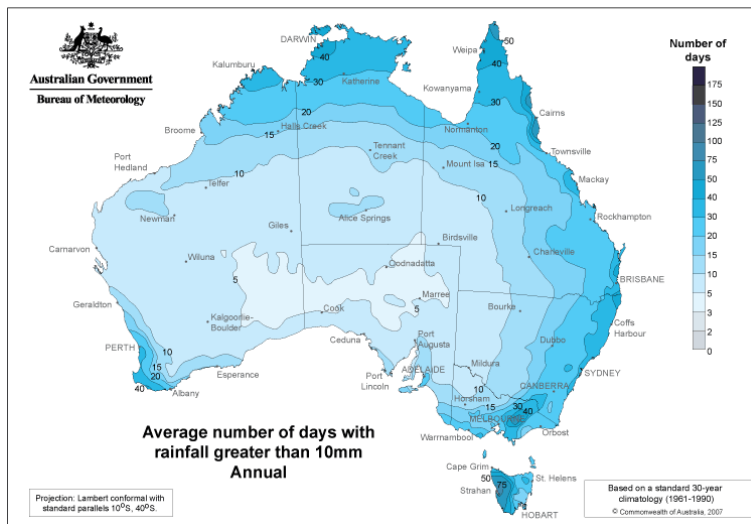 Australian Government
Bureau of Meteorology
DARWIN
40
50
Weipa
Kalumburu
30
Katherine
Kowanyama
30
20
Cairns
Broome
15
Halls Creek
Normanton
Tennant
Creek
20
Townsville
Port
Hedland
10
Mount Isa
15
Telfer
Mackay
10
Newman
Alice Springs
Longreach
Rockhampton
Giles
Birdsville
Carnarvon
Wiluna
Oodnadatta
Charleville
5
BRISBANE
Geraldton
Marree
5
Kalgoorlie-
Boulder
Cook
Bourke
Coffs
Harbour
PERTH
10
15
20
40
Ceduna
Port
Augusta
Dubbo
Esperance
Mildura
SYDNEY
Albany
Port
Lincoln
ADELAIDE
10
CANBERRA
Horsham
15
30
40
MELBOURNE
Warrnambool
Orbost
Cape Grim
50
75
St. Helens
Strahan
HOBART
Number of
days
175
150
125
100
75
50
40
30
20
15
10
5
3
2
0
Average number of days with
rainfall greater than 10mm
Annual
Projection: Lambert conformal with
standard parallels 10°S, 40°S.
Based on a standard 30-year
climatology (1961-1990)
© Commonwealth of Australia, 2007